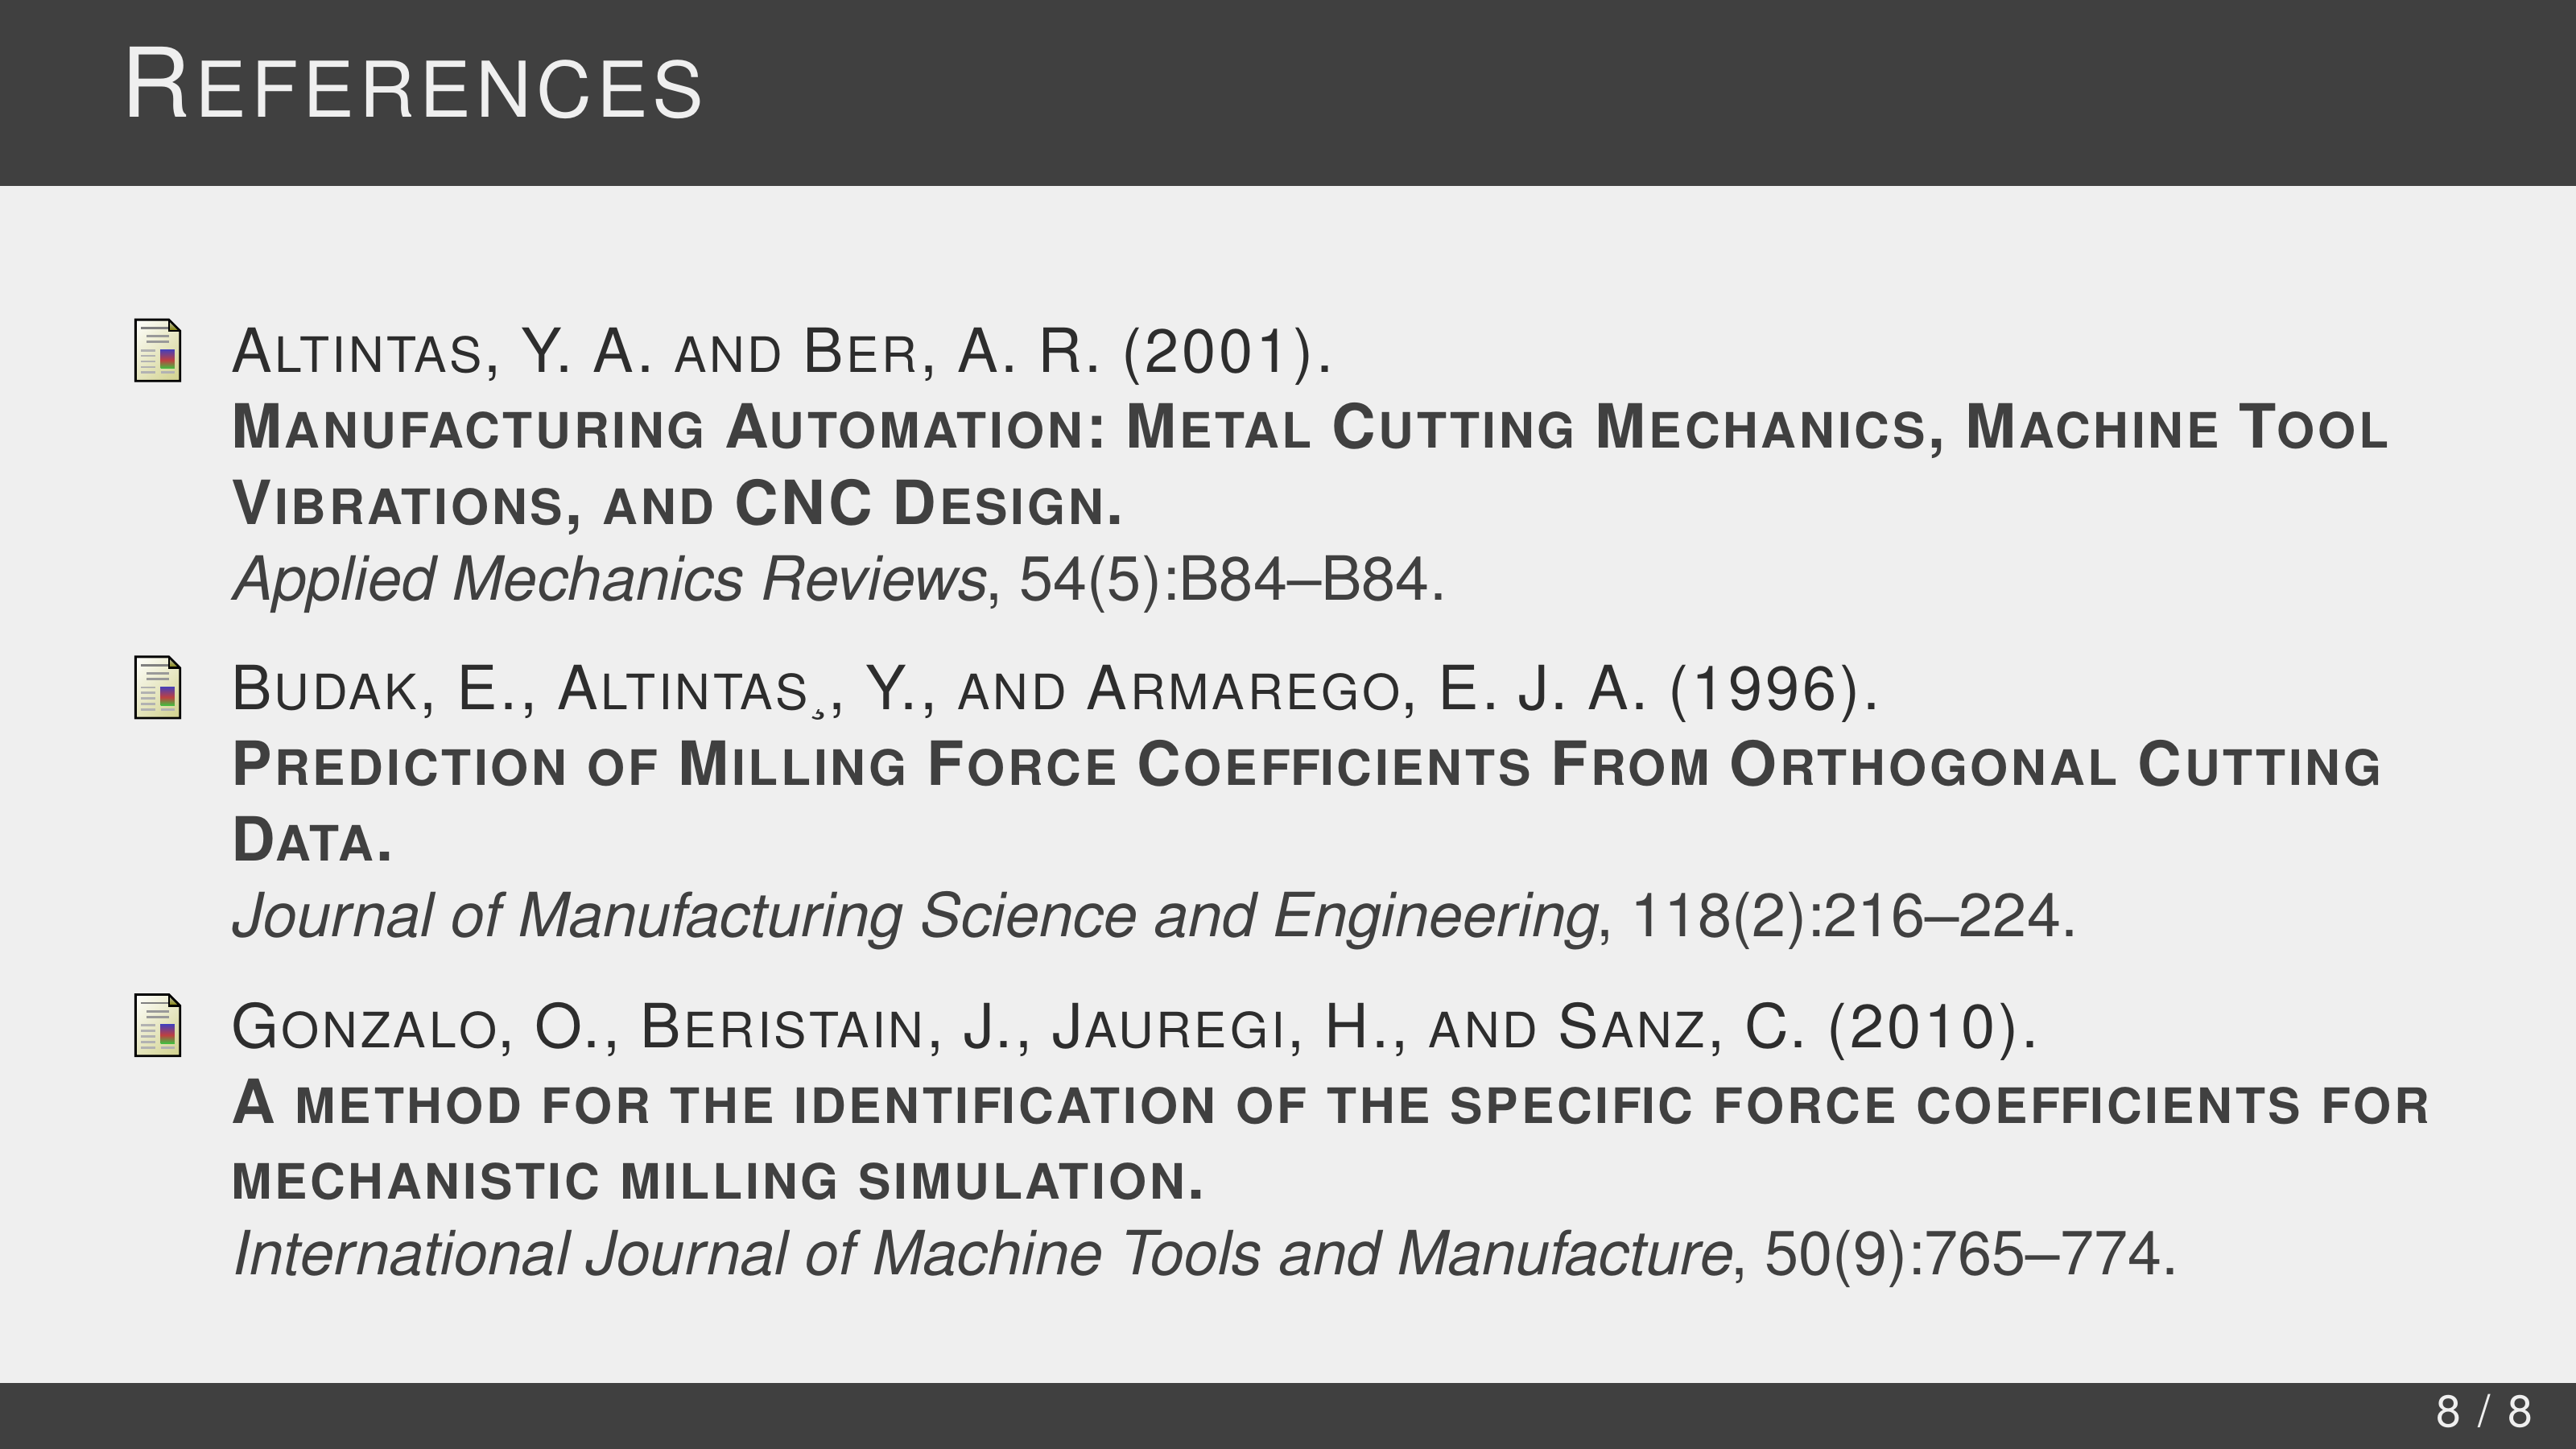 References
Altintas, Y. A. and Ber, A. R. (2001).
Manufacturing Automation: Metal Cutting Mechanics, Machine Tool
Vibrations, and CNC Design.
Applied Mechanics Reviews, 54(5):B84–B84.
Budak, E., Altintas¸, Y., and Armarego, E. J. A. (1996).
Prediction of Milling Force Coefficients From Orthogonal Cutting
Data.
Journal of Manufacturing Science and Engineering, 118(2):216–224.
Gonzalo, O., Beristain, J., Jauregi, H., and Sanz, C. (2010).
A method for the identification of the specific force coefficients for
mechanistic milling simulation.
International Journal of Machine Tools and Manufacture, 50(9):765–774.
8 / 8